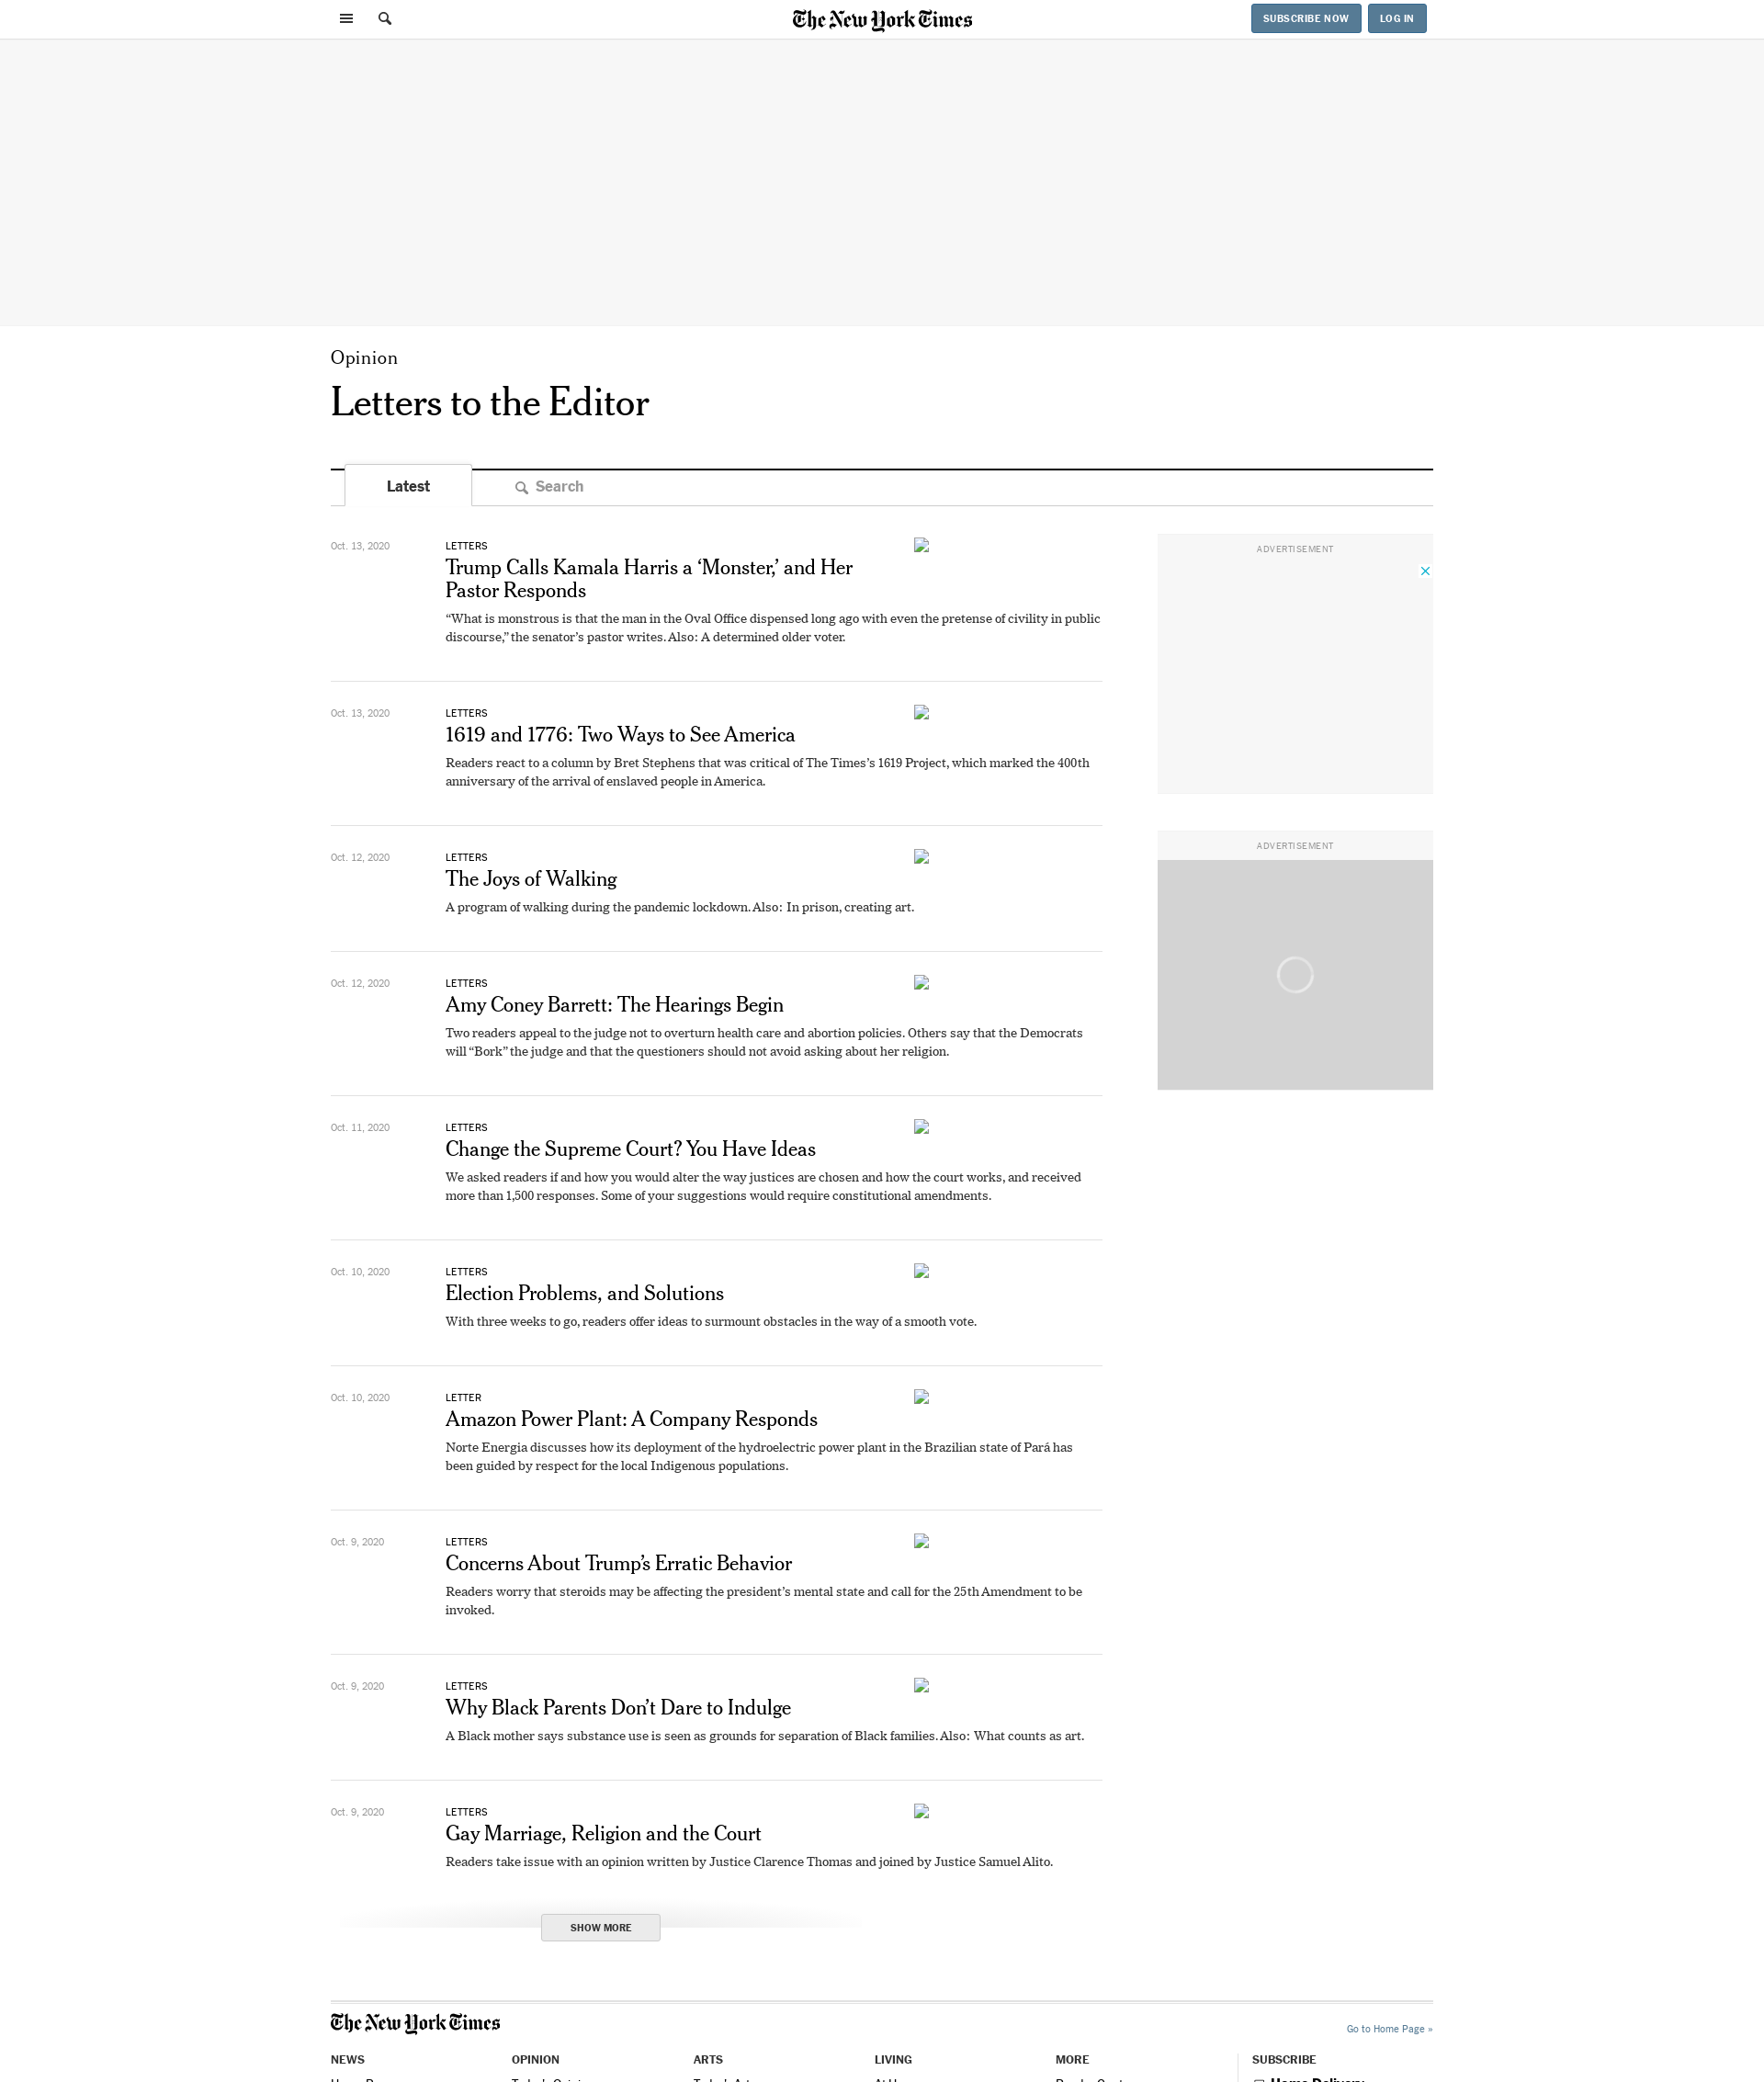 The New York Times
SUBSCRIBE NOW
LOG IN
Opinion
Letters to the Editor
Latest
Search
Oct. 13, 2020
LETTERS
Trump Calls Kamala Harris a ‘Monster,’ and Her
Pastor Responds
“What is monstrous is that the man in the Oval Office dispensed long ago with even the pretense of civility in public
discourse,” the senator’s pastor writes. Also: A determined older voter.
Oct. 13, 2020
LETTERS
1619 and 1776: Two Ways to See America
Readers react to a column by Bret Stephens that was critical of The Times’s 1619 Project, which marked the 400th
anniversary of the arrival of enslaved people in America.
Oct. 12, 2020
LETTERS
The Joys of Walking
A program of walking during the pandemic lockdown. Also: In prison, creating art.
Oct. 12, 2020
LETTERS
Amy Coney Barrett: The Hearings Begin
Two readers appeal to the judge not to overturn health care and abortion policies. Others say that the Democrats
will “Bork” the judge and that the questioners should not avoid asking about her religion.
Oct. 11, 2020
LETTERS
Change the Supreme Court? You Have Ideas
We asked readers if and how you would alter the way justices are chosen and how the court works, and received
more than 1,500 responses. Some of your suggestions would require constitutional amendments.
Oct. 10, 2020
LETTERS
Election Problems, and Solutions
With three weeks to go, readers offer ideas to surmount obstacles in the way of a smooth vote.
Oct. 10, 2020
LETTER
Amazon Power Plant: A Company Responds
Norte Energia discusses how its deployment of the hydroelectric power plant in the Brazilian state of Pará has
been guided by respect for the local Indigenous populations.
Oct. 9, 2020
LETTERS
Concerns About Trump’s Erratic Behavior
Readers worry that steroids may be affecting the president’s mental state and call for the 25th Amendment to be
invoked.
Oct. 9, 2020
LETTERS
Why Black Parents Don’t Dare to Indulge
A Black mother says substance use is seen as grounds for separation of Black families. Also: What counts as art.
Oct. 9, 2020
LETTERS
Gay Marriage, Religion and the Court
Readers take issue with an opinion written by Justice Clarence Thomas and joined by Justice Samuel Alito.
SHOW MORE
ADVERTISEMENT
ADVERTISEMENT
The New York Times
Go to Home Page »
NEWS
OPINION
ARTS
LIVING
MORE
SUBSCRIBE
Home Delivery